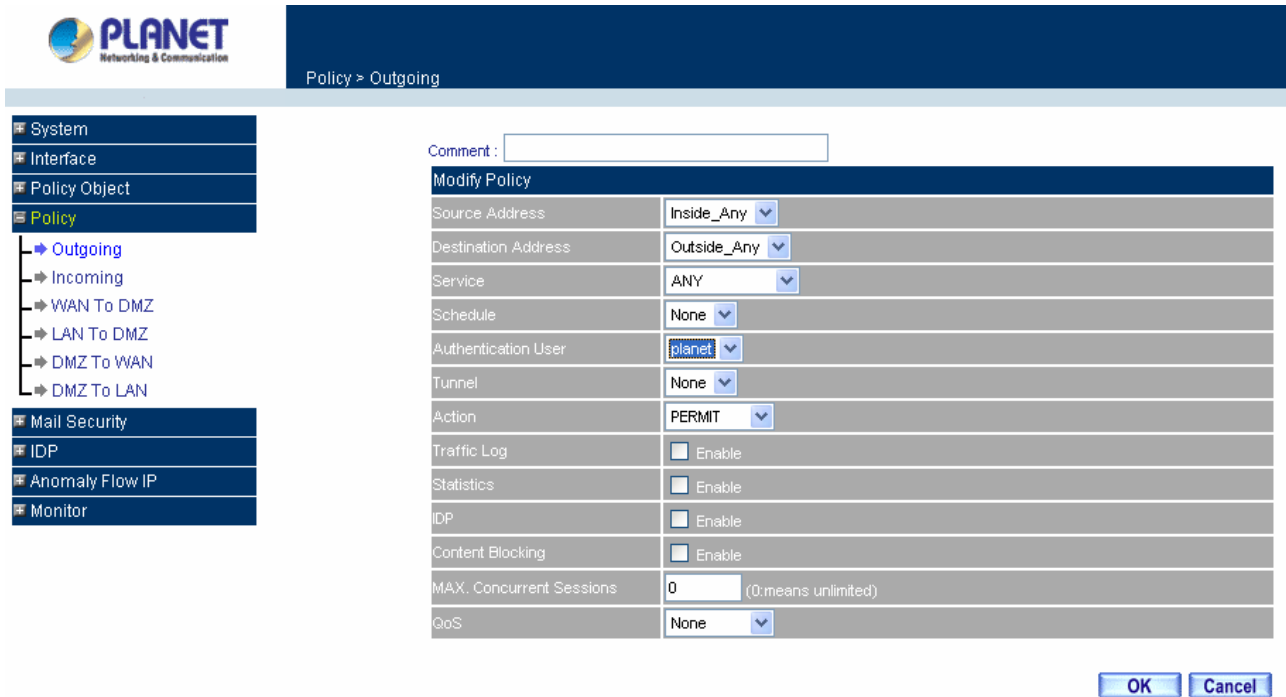 PLANET
Networking & Communication
Policy > Outgoing
System
Interface
Policy Object
Policy
Outgoing
Incoming
WAN To DMZ
LAN To DMZ
DMZ To WAN
DMZ To LAN
Mail Security
IDP
Anomaly Flow IP
Monitor
Comment :
Modify Policy
Source Address Inside_Any
Destination Address Outside_Any
Service ANY
Schedule None
Authentication User planet
Tunnel None
Action PERMIT
Traffic Log Enable
Statistics Enable
IDP Enable
Content Blocking Enable
MAX. Concurrent Sessions 0 (0:means unlimited)
QoS None
OK Cancel